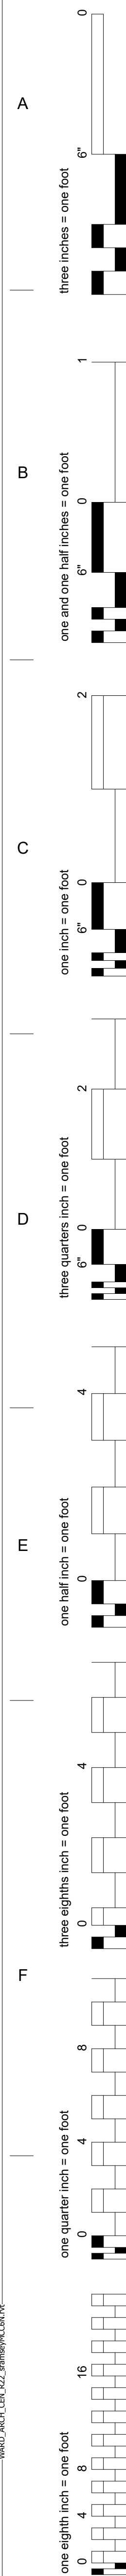 A
0
6"
three inches = one foot
B
1
0
6"
one and one half inches = one foot
C
2
0
6"
one inch = one foot
D
2
0
6"
three quarters inch = one foot
E
4
0
one half inch = one foot
F
4
0
three eighths inch = one foot
8
4
0
one quarter inch = one foot
16
8
4
0
one eighth inch = one foot